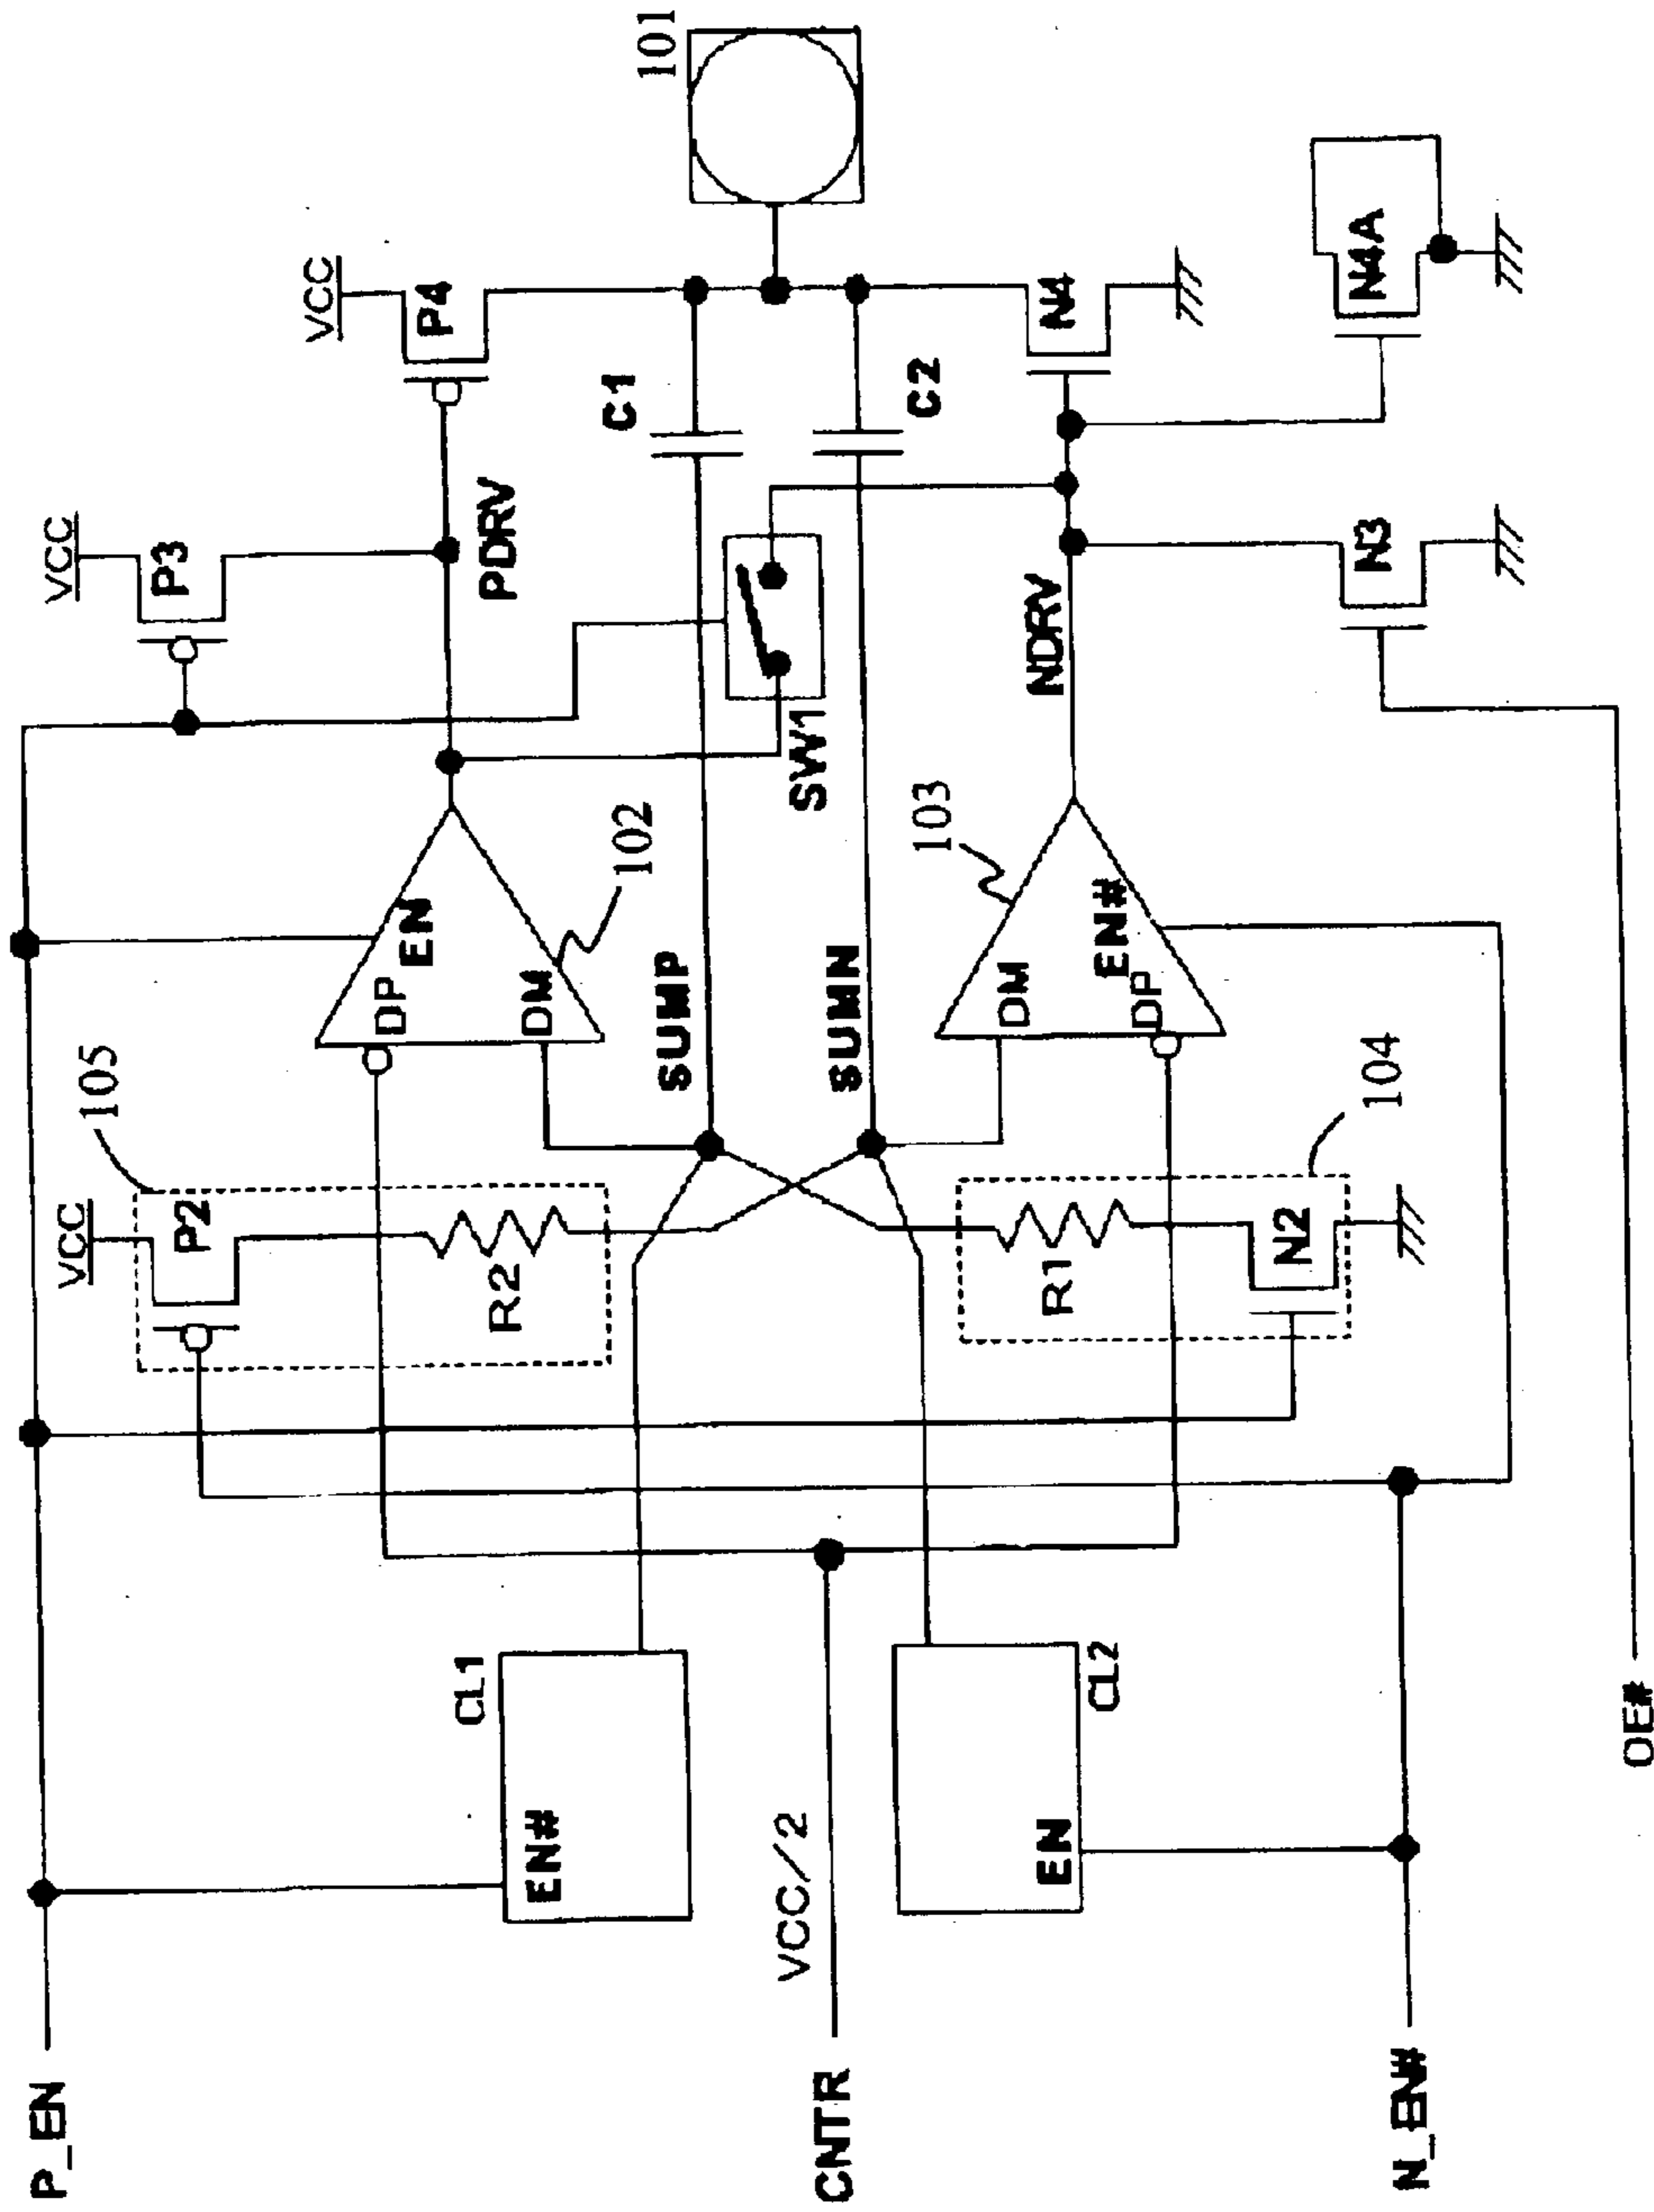 P_EN
CNTR
N_EN#
OE#
VCC/2
EN#
CL1
EN
CL2
VCC
P2
R2
105
R1
N2
104
DP
EN
DM
102
DM
EN#
DP
103
SUMP
SUMN
VCC
P3
PDRV
SW1
NDRV
N3
VCC
P4
C1
C2
N4
N4A
101